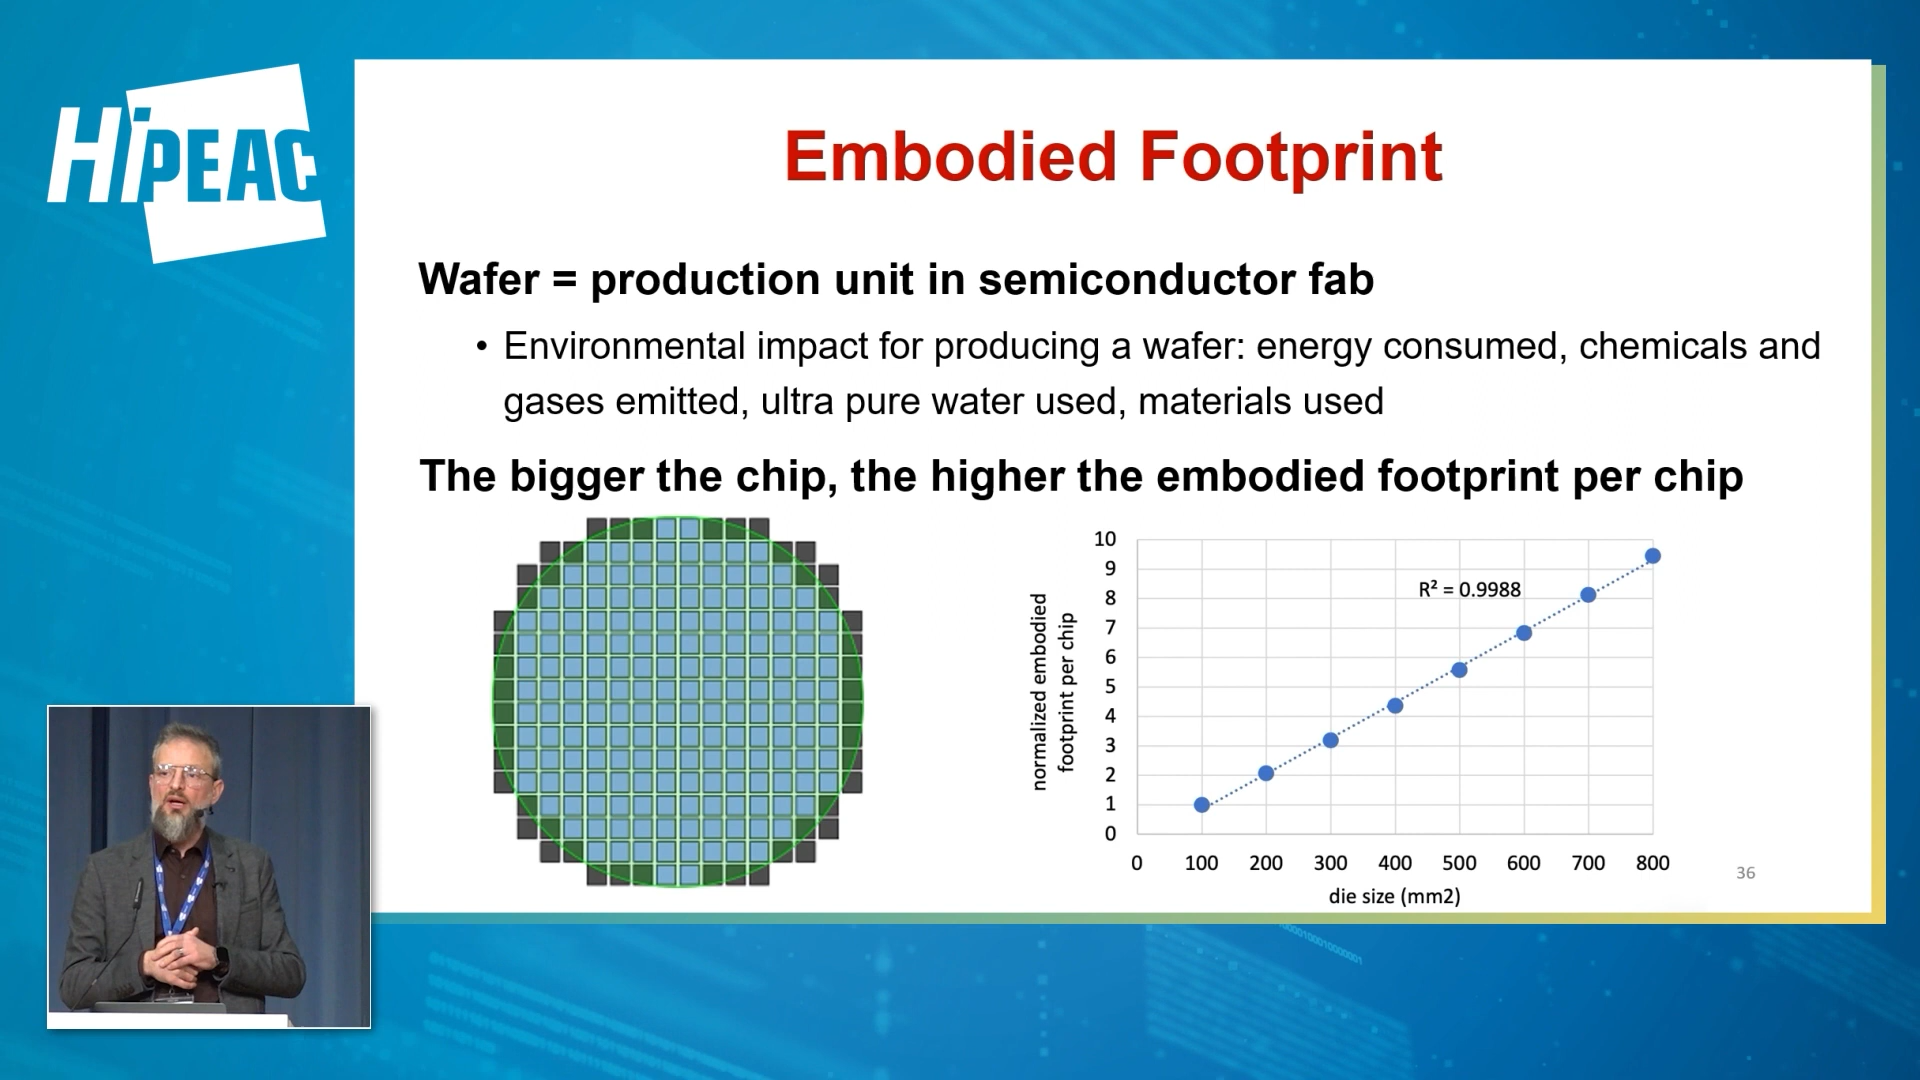 HiPEAC
Embodied Footprint
Wafer = production unit in semiconductor fab
• Environmental impact for producing a wafer: energy consumed, chemicals and
gases emitted, ultra pure water used, materials used
The bigger the chip, the higher the embodied footprint per chip
normalized embodied
footprint per chip
10
9
8
7
6
5
4
3
2
1
0
R² = 0.9988
0 100 200 300 400 500 600 700 800
die size (mm2)
36